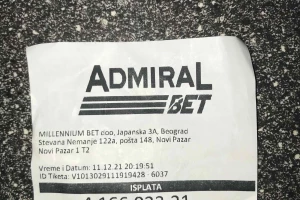 ADMIRAL
BET
MILLENNIUM BET doo, Japanska 3A, Beograd
Stevana Nemanje 122a, pošta 148, Novi Pazar
Novi Pazar 1 T2
Vreme i Datum: 11.12.21 20:19:51
ID Tiketa: V1013029111919428 - 6037
ISPLATA